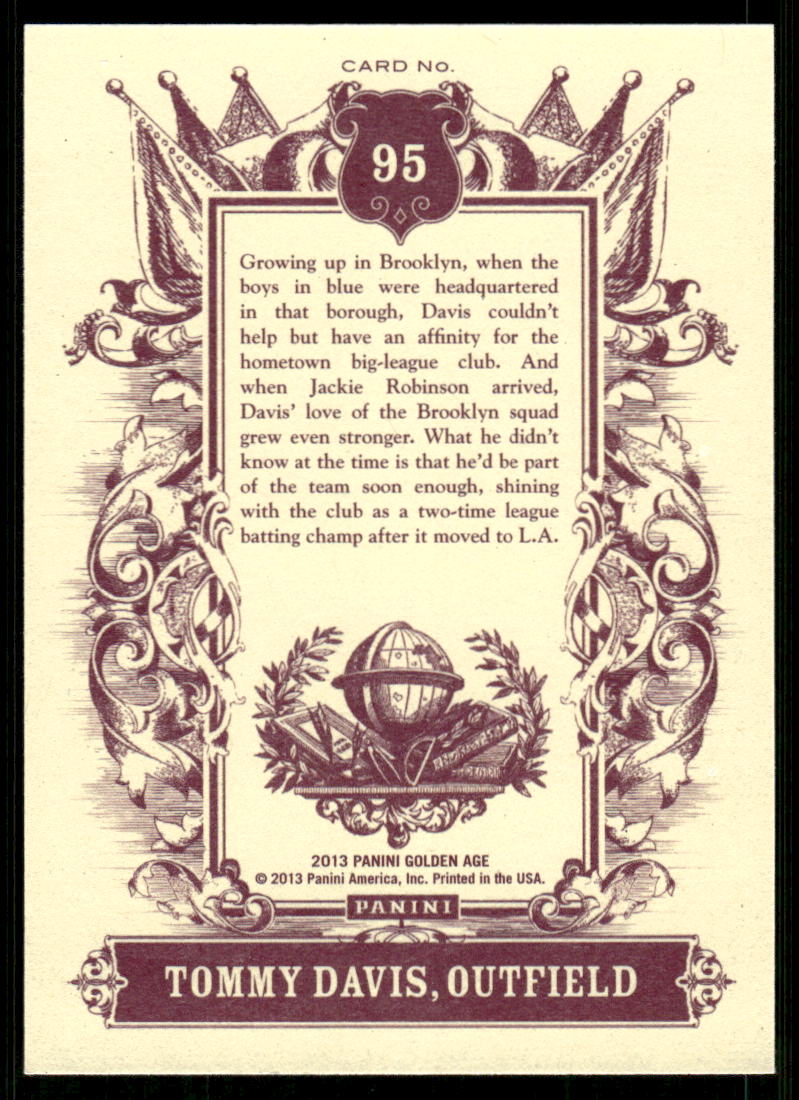 CARD No.
95
Growing up in Brooklyn, when the
boys in blue were headquartered
in that borough, Davis couldn't
help but have an affinity for the
hometown big-league club. And
when Jackie Robinson arrived,
Davis' love of the Brooklyn squad
grew even stronger. What he didn't
know at the time is that he'd be part
of the team soon enough, shining
with the club as a two-time league
batting champ after it moved to L.A.
2013 PANINI GOLDEN AGE
© 2013 Panini America, Inc. Printed in the USA.
PANINI
TOMMY DAVIS, OUTFIELD